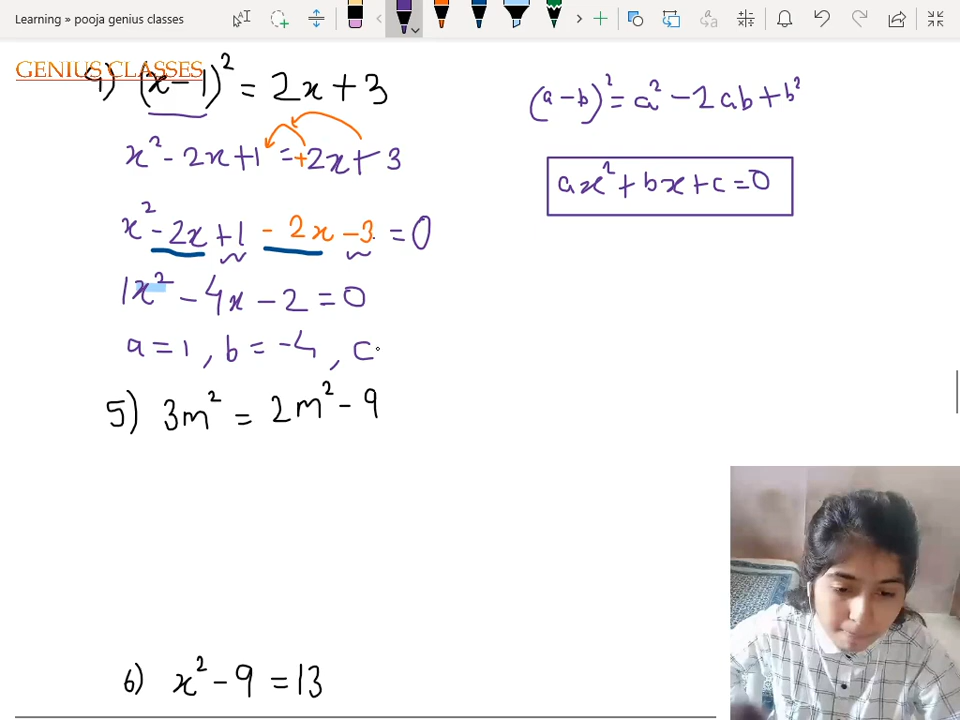 Learning » pooja genius classes
GENIUS CLASSES
4) (x-1)² = 2x+3
(a-b)² = a² - 2ab + b²
x² - 2x + 1 = +2x + 3
ax² + bx + c = 0
x² - 2x + 1 - 2x - 3 = 0
1x² - 4x - 2 = 0
a = 1, b = -4, c
5) 3m² = 2m² - 9
6) x² - 9 = 13